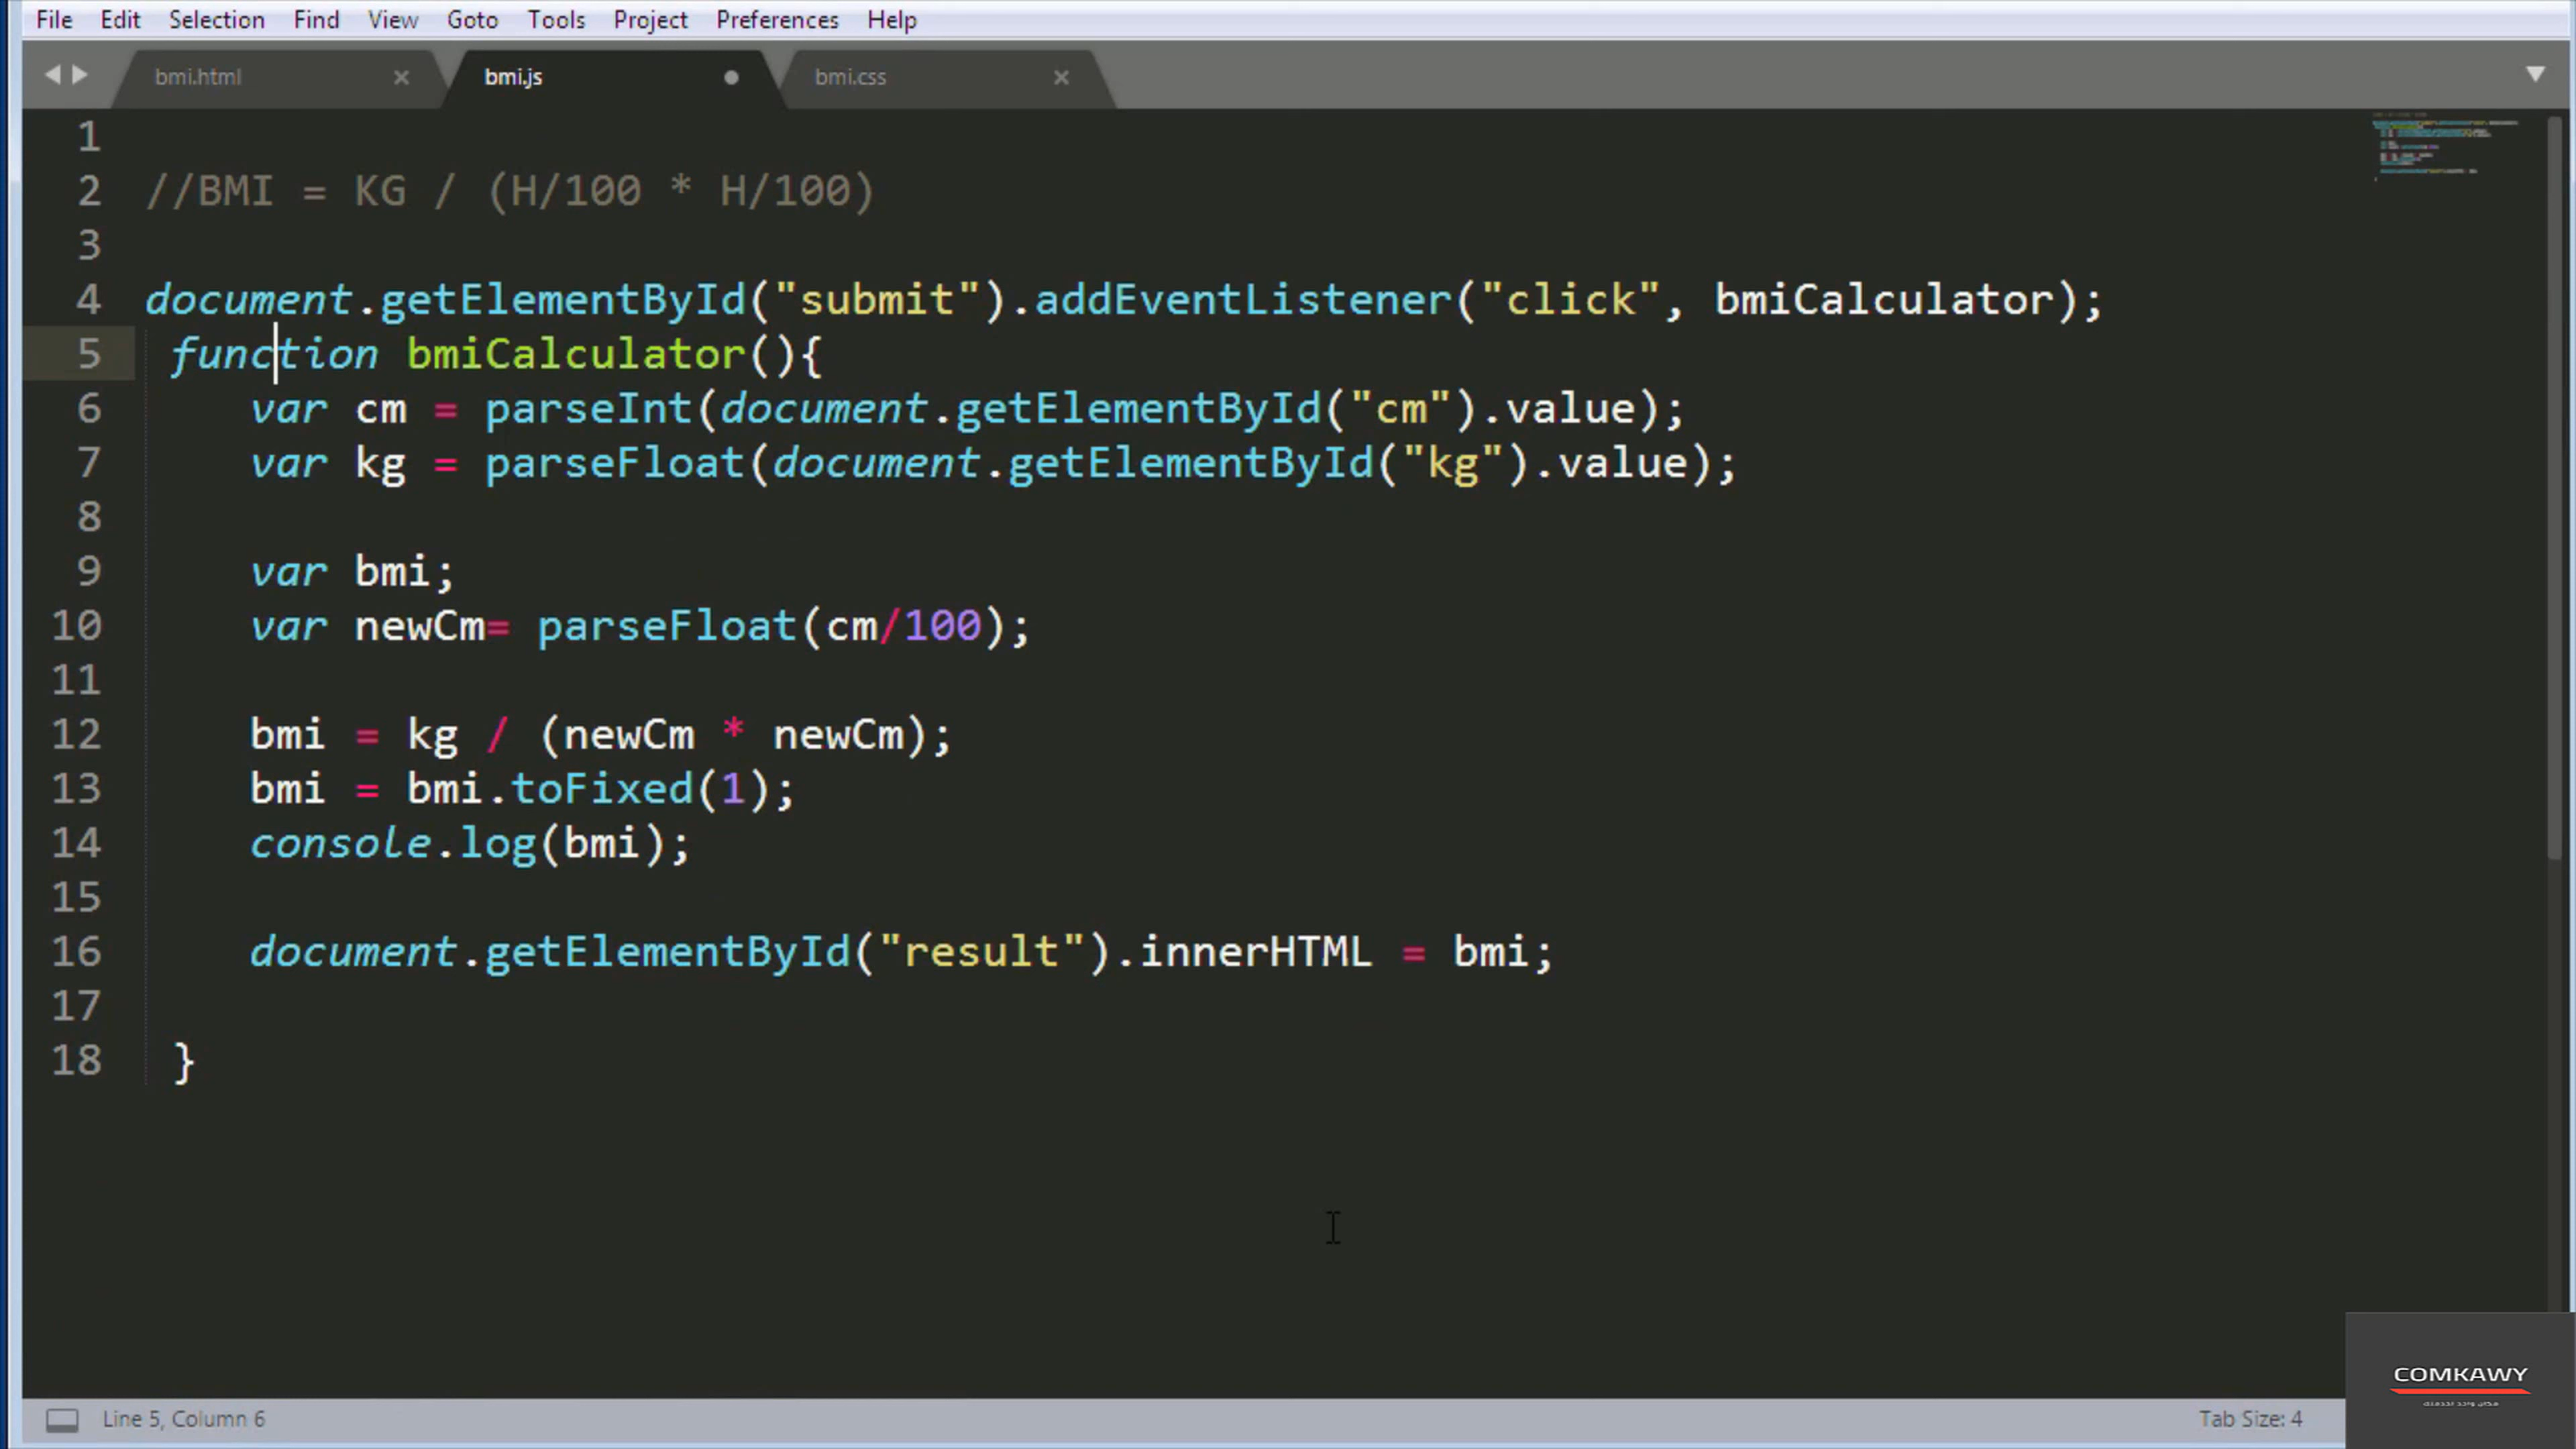 File Edit Selection Find View Goto Tools Project Preferences Help
bmi.html bmi.js bmi.css
1
2 //BMI = KG / (H/100 * H/100)
3
4 document.getElementById("submit").addEventListener("click", bmiCalculator);
5 function bmiCalculator(){
6 var cm = parseInt(document.getElementById("cm").value);
7 var kg = parseFloat(document.getElementById("kg").value);
8
9 var bmi;
10 var newCm= parseFloat(cm/100);
11
12 bmi = kg / (newCm * newCm);
13 bmi = bmi.toFixed(1);
14 console.log(bmi);
15
16 document.getElementById("result").innerHTML = bmi;
17
18 }
COMKAWY
Line 5, Column 6 Tab Size: 4